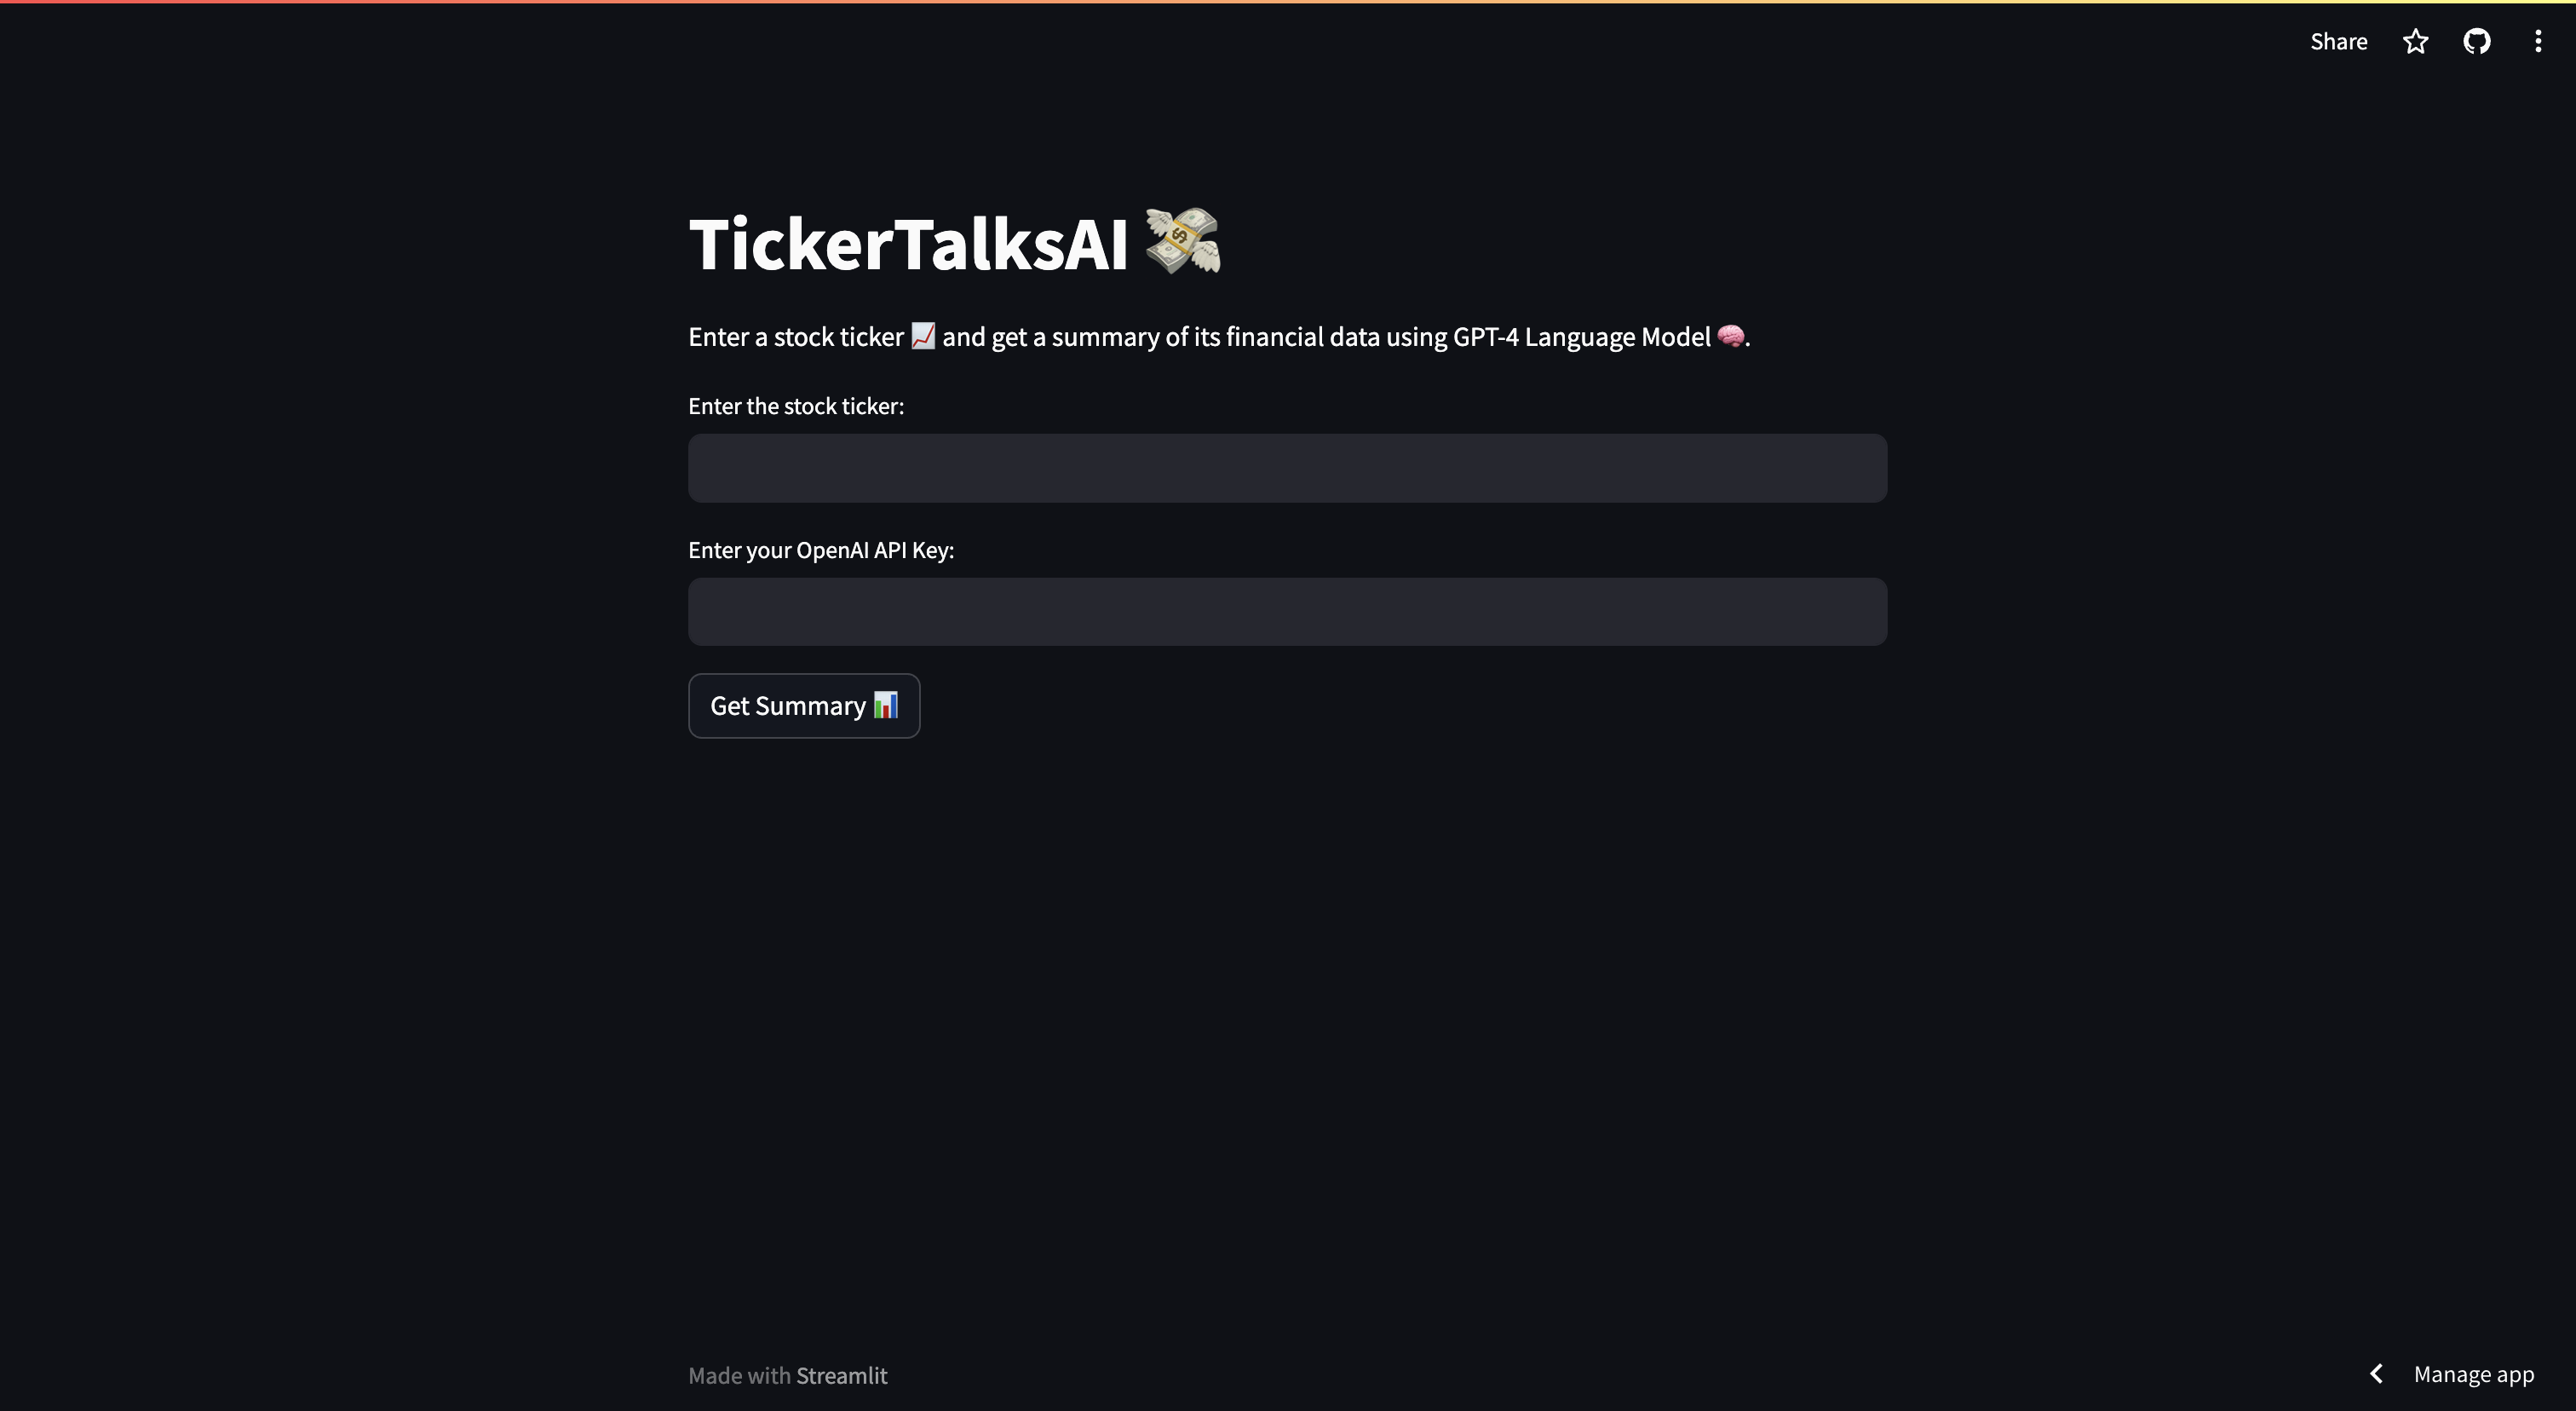 Share
TickerTalksAI 💸
Enter a stock ticker 📈 and get a summary of its financial data using GPT-4 Language Model 🧠.
Enter the stock ticker:
Enter your OpenAI API Key:
Get Summary 📊
Made with Streamlit
Manage app